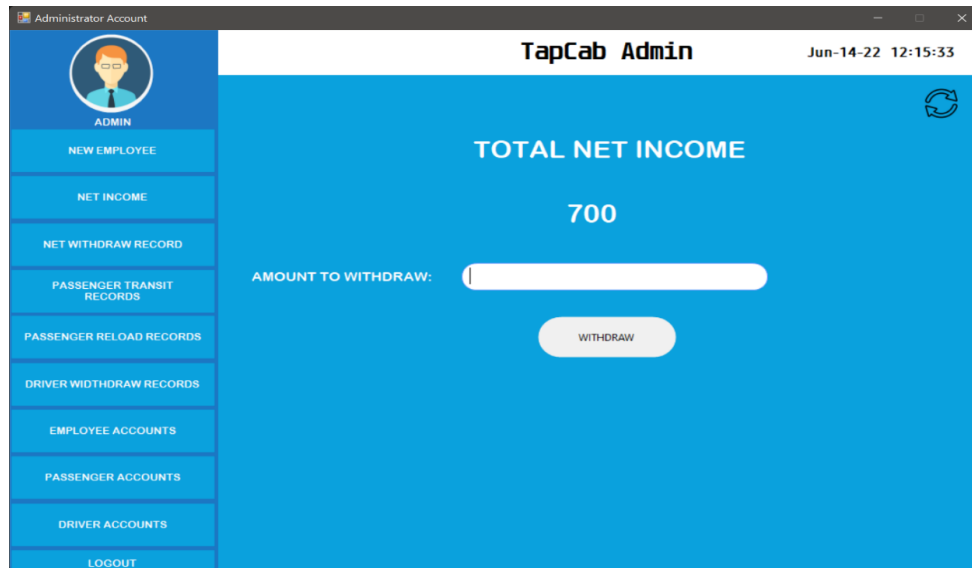 Administrator Account
TapCab Admin
Jun-14-22 12:15:33
ADMIN
NEW EMPLOYEE
NET INCOME
NET WITHDRAW RECORD
PASSENGER TRANSIT
RECORDS
PASSENGER RELOAD RECORDS
DRIVER WIDTHDRAW RECORDS
EMPLOYEE ACCOUNTS
PASSENGER ACCOUNTS
DRIVER ACCOUNTS
LOGOUT
TOTAL NET INCOME
700
AMOUNT TO WITHDRAW:
WITHDRAW